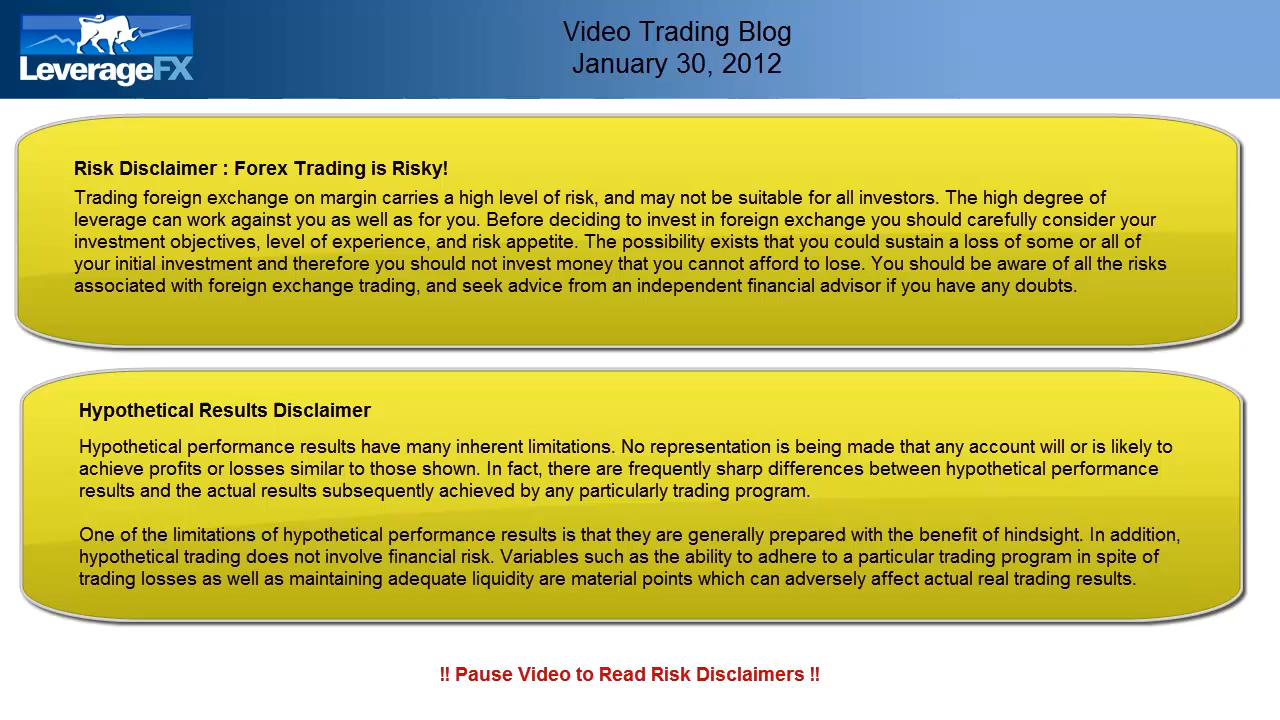 LeverageFX
Video Trading Blog
January 30, 2012
Risk Disclaimer : Forex Trading is Risky!
Trading foreign exchange on margin carries a high level of risk, and may not be suitable for all investors. The high degree of
leverage can work against you as well as for you. Before deciding to invest in foreign exchange you should carefully consider your
investment objectives, level of experience, and risk appetite. The possibility exists that you could sustain a loss of some or all of
your initial investment and therefore you should not invest money that you cannot afford to lose. You should be aware of all the risks
associated with foreign exchange trading, and seek advice from an independent financial advisor if you have any doubts.
Hypothetical Results Disclaimer
Hypothetical performance results have many inherent limitations. No representation is being made that any account will or is likely to
achieve profits or losses similar to those shown. In fact, there are frequently sharp differences between hypothetical performance
results and the actual results subsequently achieved by any particularly trading program.
One of the limitations of hypothetical performance results is that they are generally prepared with the benefit of hindsight. In addition,
hypothetical trading does not involve financial risk. Variables such as the ability to adhere to a particular trading program in spite of
trading losses as well as maintaining adequate liquidity are material points which can adversely affect actual real trading results.
!! Pause Video to Read Risk Disclaimers !!